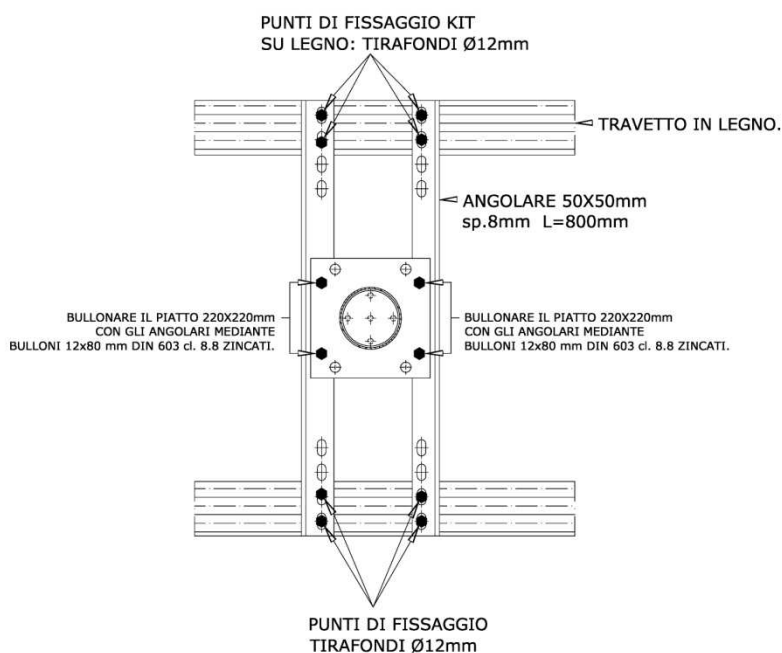 PUNTI DI FISSAGGIO KIT
SU LEGNO: TIRAFONDI Ø12mm
TRAVETTO IN LEGNO.
ANGOLARE 50X50mm
sp.8mm L=800mm
BULLONARE IL PIATTO 220X220mm
CON GLI ANGOLARI MEDIANTE
BULLONI 12x80 mm DIN 603 cl. 8.8 ZINCATI.
BULLONARE IL PIATTO 220X220mm
CON GLI ANGOLARI MEDIANTE
BULLONI 12x80 mm DIN 603 cl. 8.8 ZINCATI.
PUNTI DI FISSAGGIO
TIRAFONDI Ø12mm